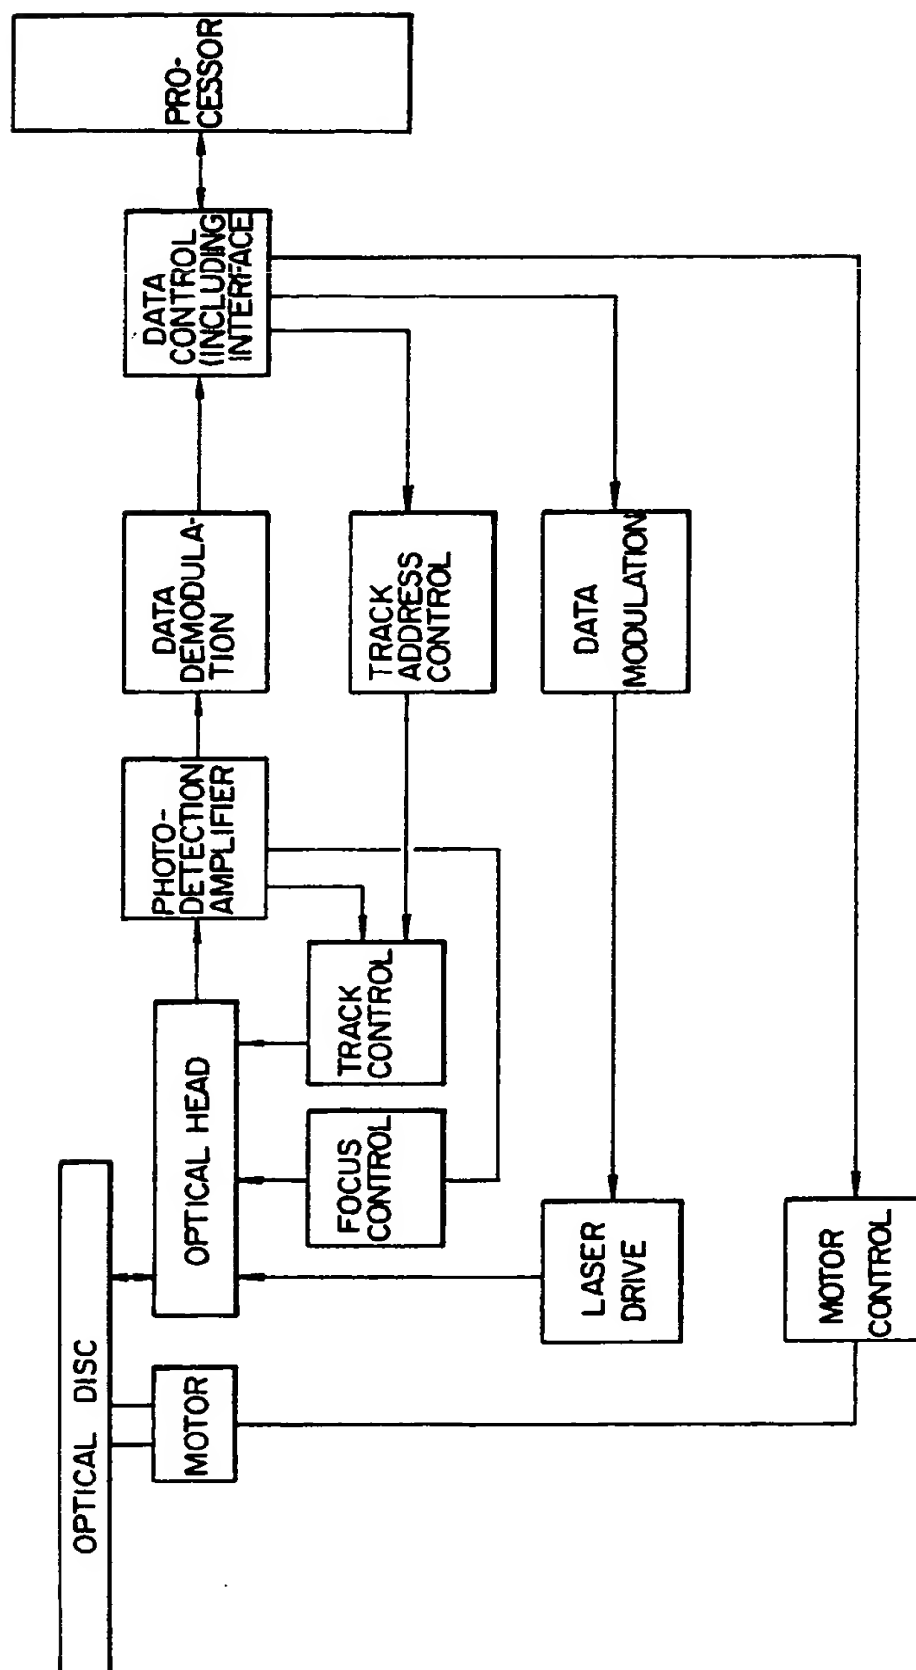 OPTICAL DISC
MOTOR
OPTICAL HEAD
PHOTO-
DETECTION
AMPLIFIER
DATA
DEMODULA-
TION
DATA
CONTROL
(INCLUDING
INTERFACE
PRO-
CESSOR
FOCUS
CONTROL
TRACK
CONTROL
TRACK
ADDRESS
CONTROL
LASER
DRIVE
DATA
MODULATION
MOTOR
CONTROL